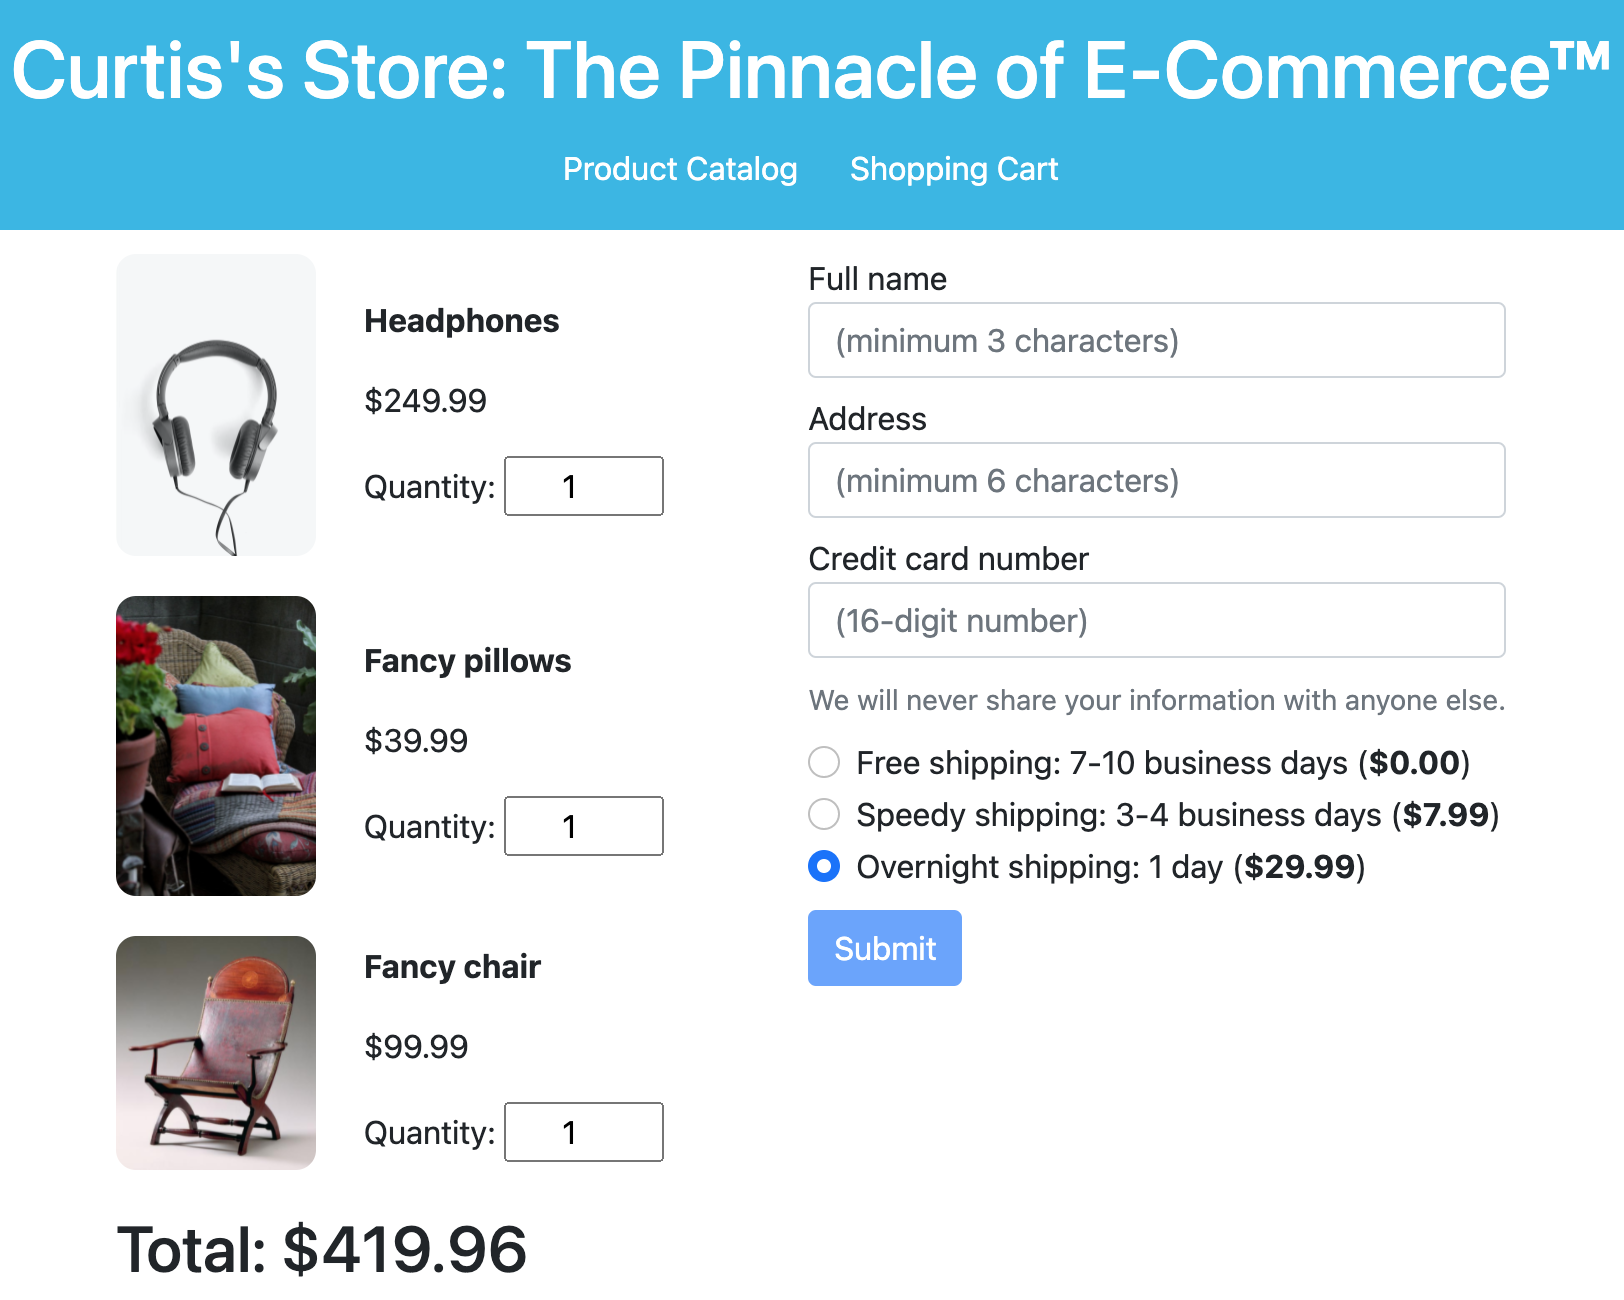 Curtis's Store: The Pinnacle of E-Commerce™
Product Catalog
Shopping Cart
Headphones
$249.99
Quantity: 1
Fancy pillows
$39.99
Quantity: 1
Fancy chair
$99.99
Quantity: 1
Total: $419.96
Full name
(minimum 3 characters)
Address
(minimum 6 characters)
Credit card number
(16-digit number)
We will never share your information with anyone else.
Free shipping: 7-10 business days ($0.00)
Speedy shipping: 3-4 business days ($7.99)
Overnight shipping: 1 day ($29.99)
Submit